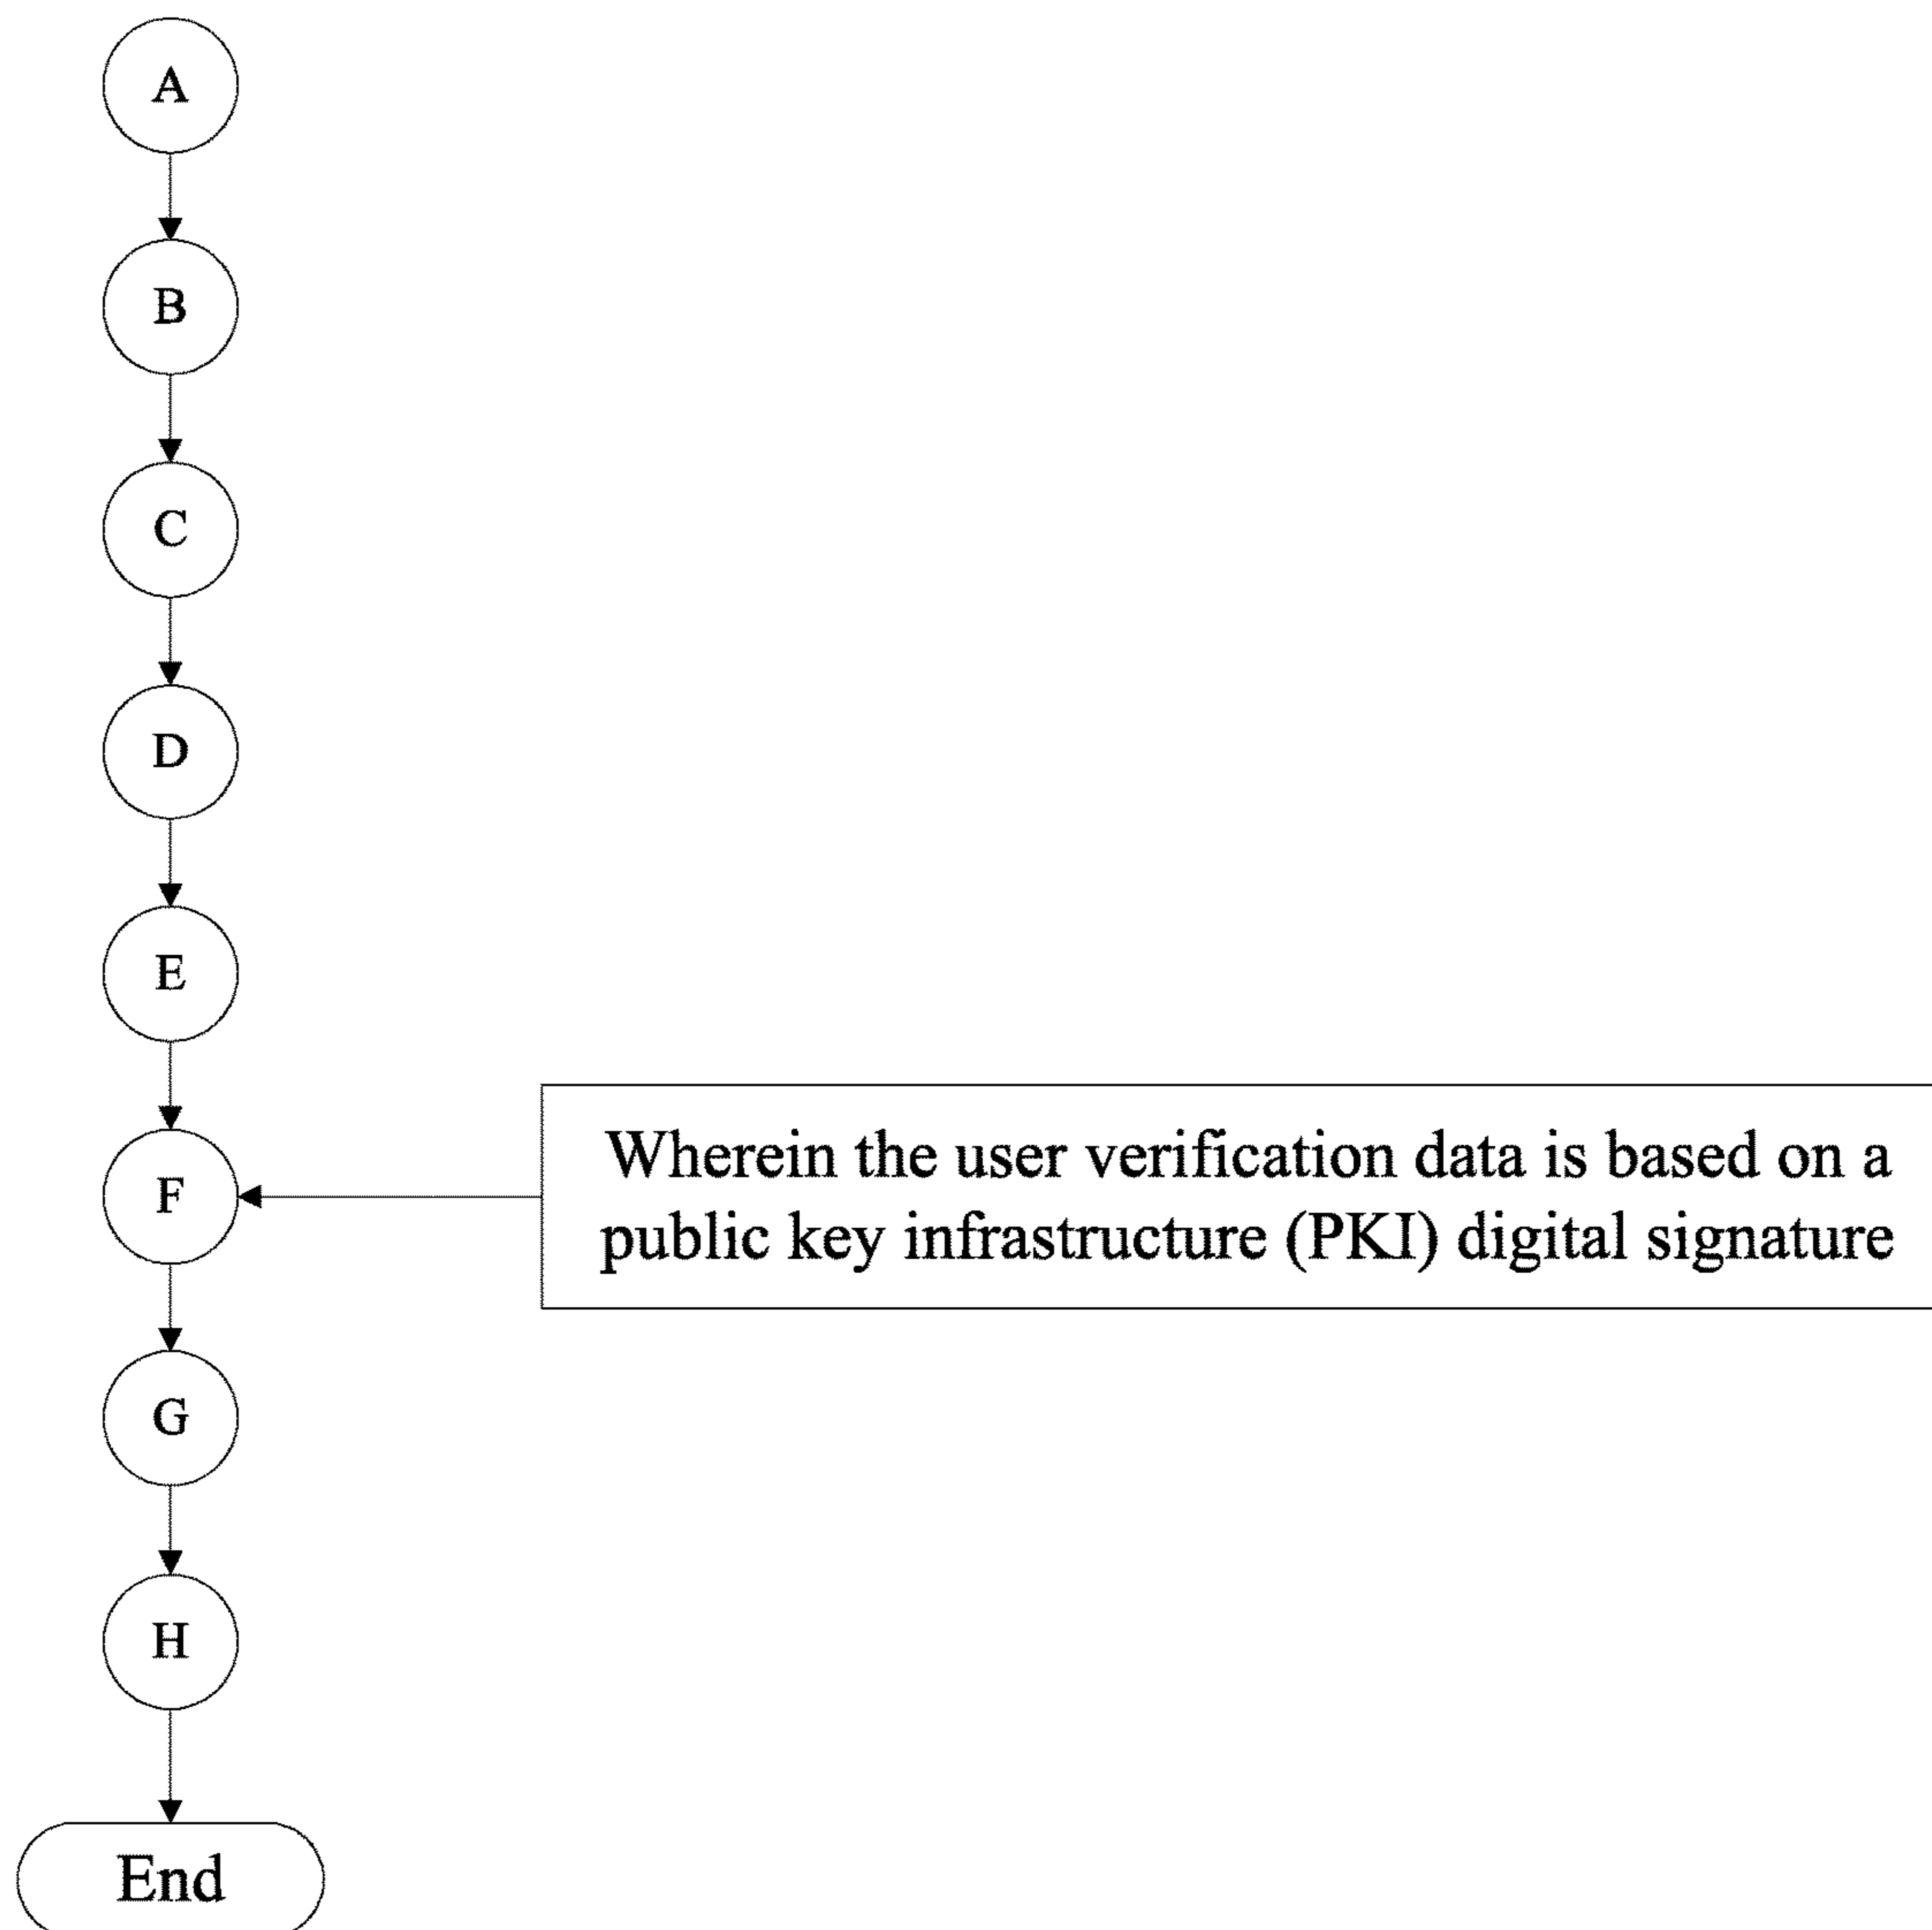 A
B
C
D
E
F
Wherein the user verification data is based on a
public key infrastructure (PKI) digital signature
G
H
End